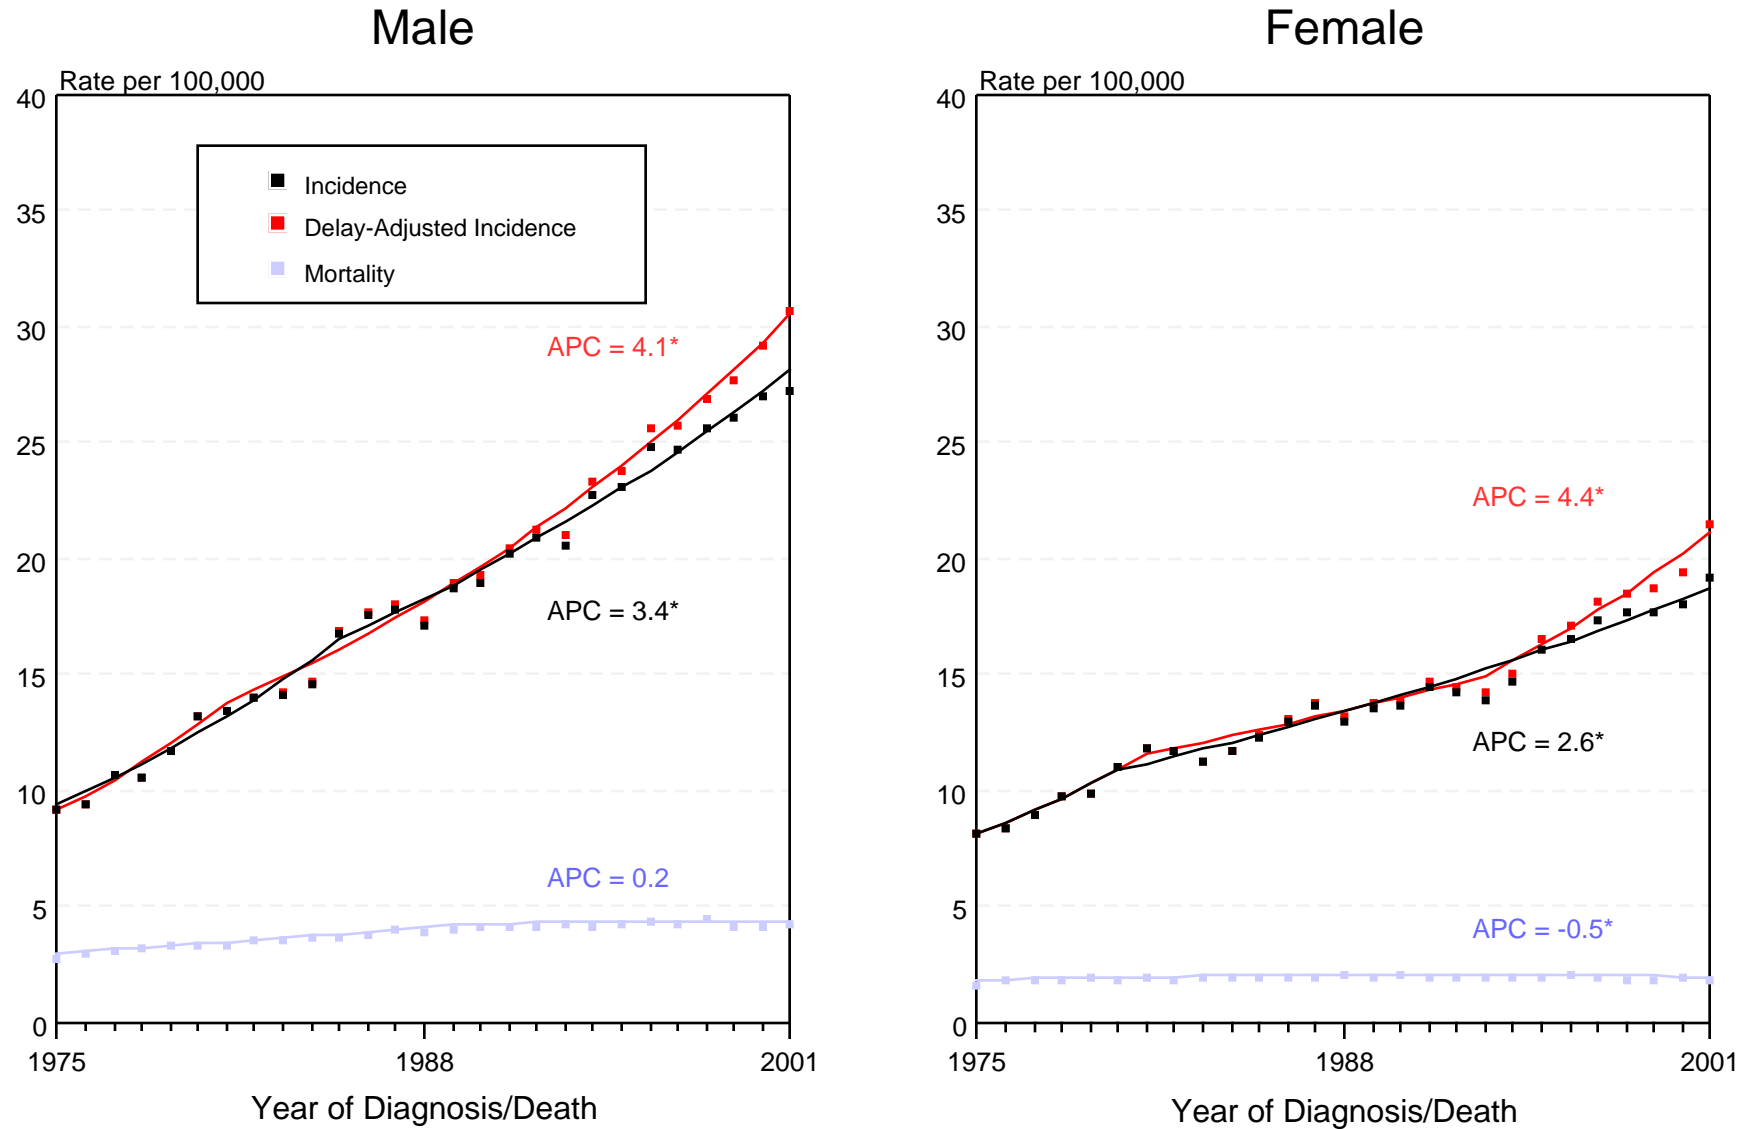 Male
Rate per 100,000
40
35
30
25
20
15
10
5
0
Incidence
Delay-Adjusted Incidence
Mortality
APC = 4.1*
APC = 3.4*
APC = 0.2
1975
1988
2001
Year of Diagnosis/Death
Female
Rate per 100,000
40
35
30
25
20
15
10
5
0
APC = 4.4*
APC = 2.6*
APC = -0.5*
1975
1988
2001
Year of Diagnosis/Death